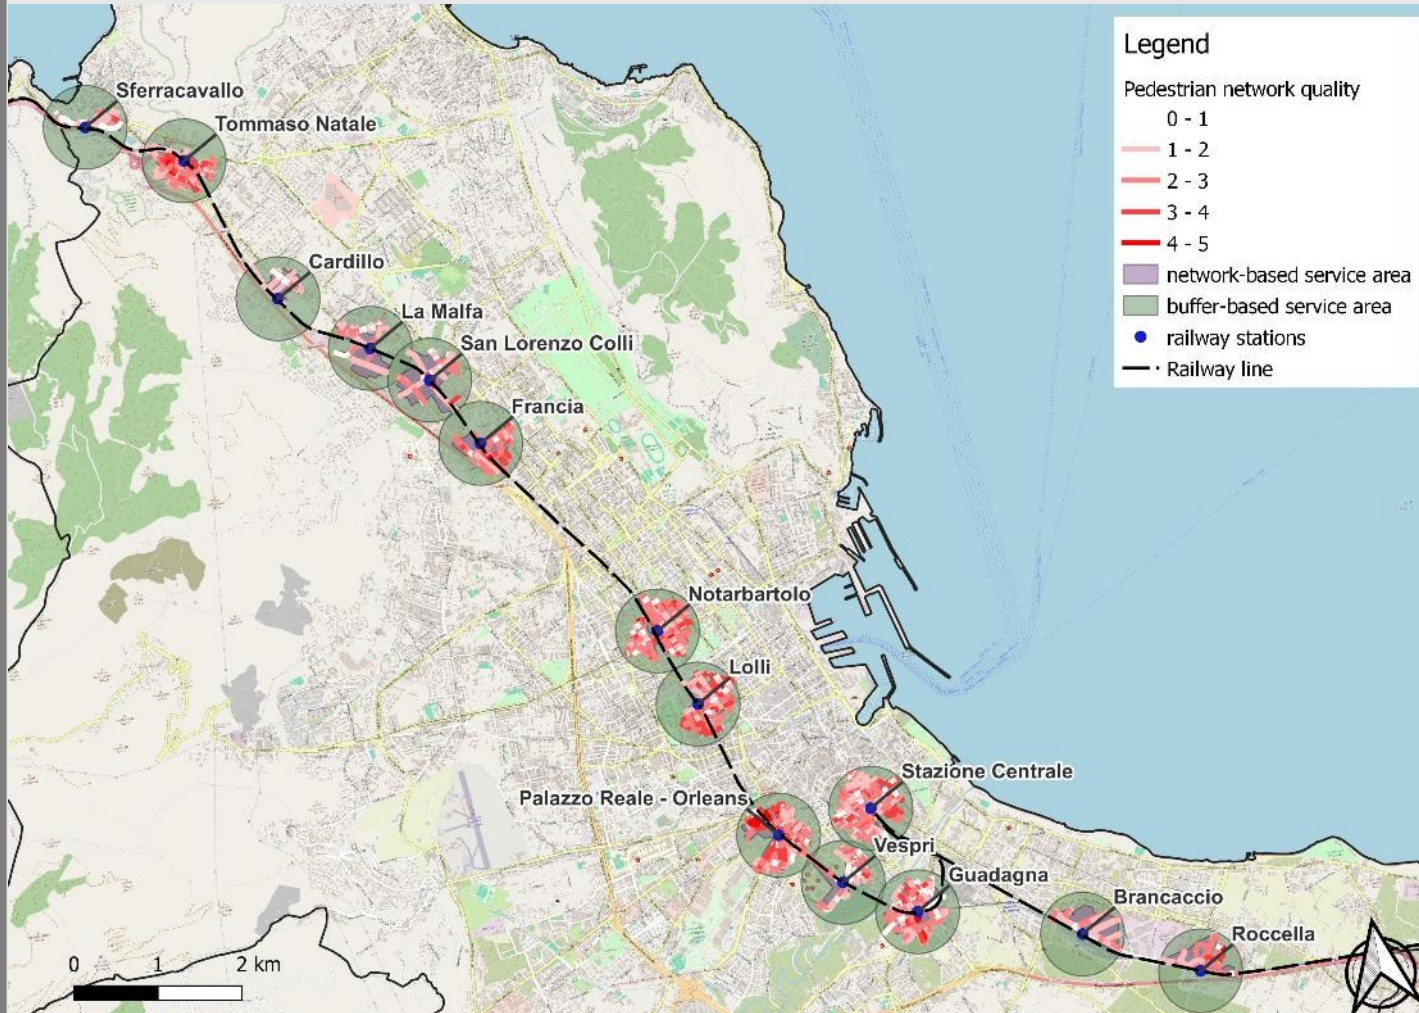 Legend
Pedestrian network quality
0 - 1
1 - 2
2 - 3
3 - 4
4 - 5
network-based service area
buffer-based service area
railway stations
Railway line
Sferracavallo
Tommaso Natale
Cardillo
La Malfa
San Lorenzo Colli
Francia
Notarbartolo
Lolli
Stazione Centrale
Palazzo Reale - Orleans
Vespri
Guadagna
Brancaccio
Roccella
0 1 2 km